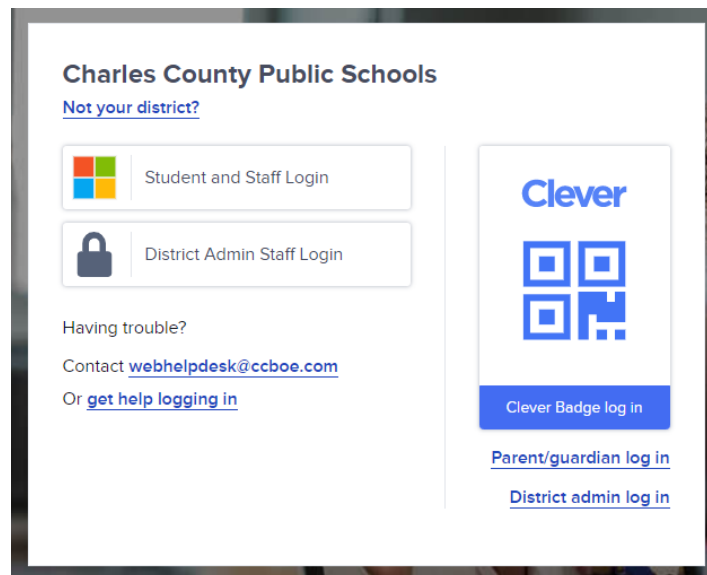 Charles County Public Schools
Not your district?
Student and Staff Login
District Admin Staff Login
Having trouble?
Contact webhelpdesk@ccboe.com
Or get help logging in
Clever
Clever Badge log in
Parent/guardian log in
District admin log in